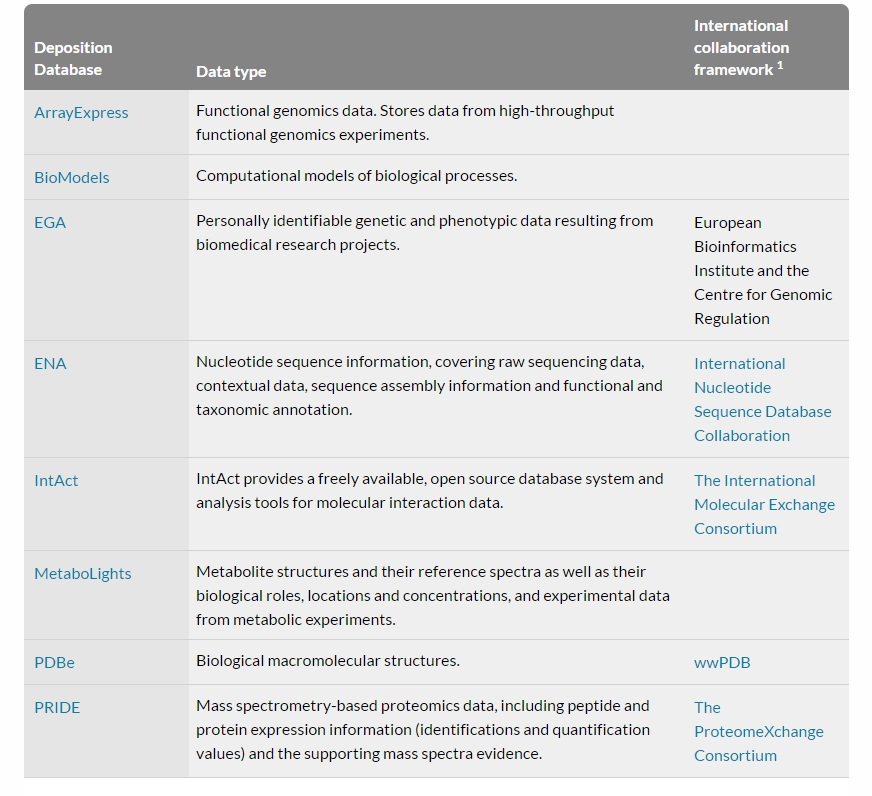 Deposition
Database
Data type
International
collaboration
framework 1
ArrayExpress
Functional genomics data. Stores data from high-throughput
functional genomics experiments.
BioModels
Computational models of biological processes.
EGA
Personally identifiable genetic and phenotypic data resulting from
biomedical research projects.
European
Bioinformatics
Institute and the
Centre for Genomic
Regulation
ENA
Nucleotide sequence information, covering raw sequencing data,
contextual data, sequence assembly information and functional and
taxonomic annotation.
International
Nucleotide
Sequence Database
Collaboration
IntAct
IntAct provides a freely available, open source database system and
analysis tools for molecular interaction data.
The International
Molecular Exchange
Consortium
MetaboLights
Metabolite structures and their reference spectra as well as their
biological roles, locations and concentrations, and experimental data
from metabolic experiments.
PDBe
Biological macromolecular structures.
wwPDB
PRIDE
Mass spectrometry-based proteomics data, including peptide and
protein expression information (identifications and quantification
values) and the supporting mass spectra evidence.
The
ProteomeXchange
Consortium